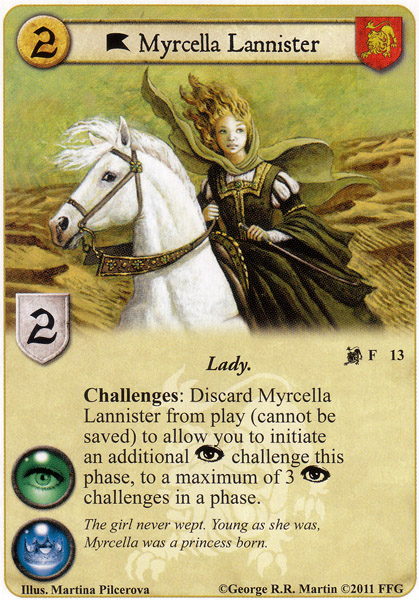 2 Myrcella Lannister
2
Lady.
F 13
Challenges: Discard Myrcella
Lannister from play (cannot be
saved) to allow you to initiate
an additional challenge this
phase, to a maximum of 3
challenges in a phase.
The girl never wept. Young as she was,
Myrcella was a princess born.
Illus. Martina Pilcerova ©George R.R. Martin ©2011 FFG